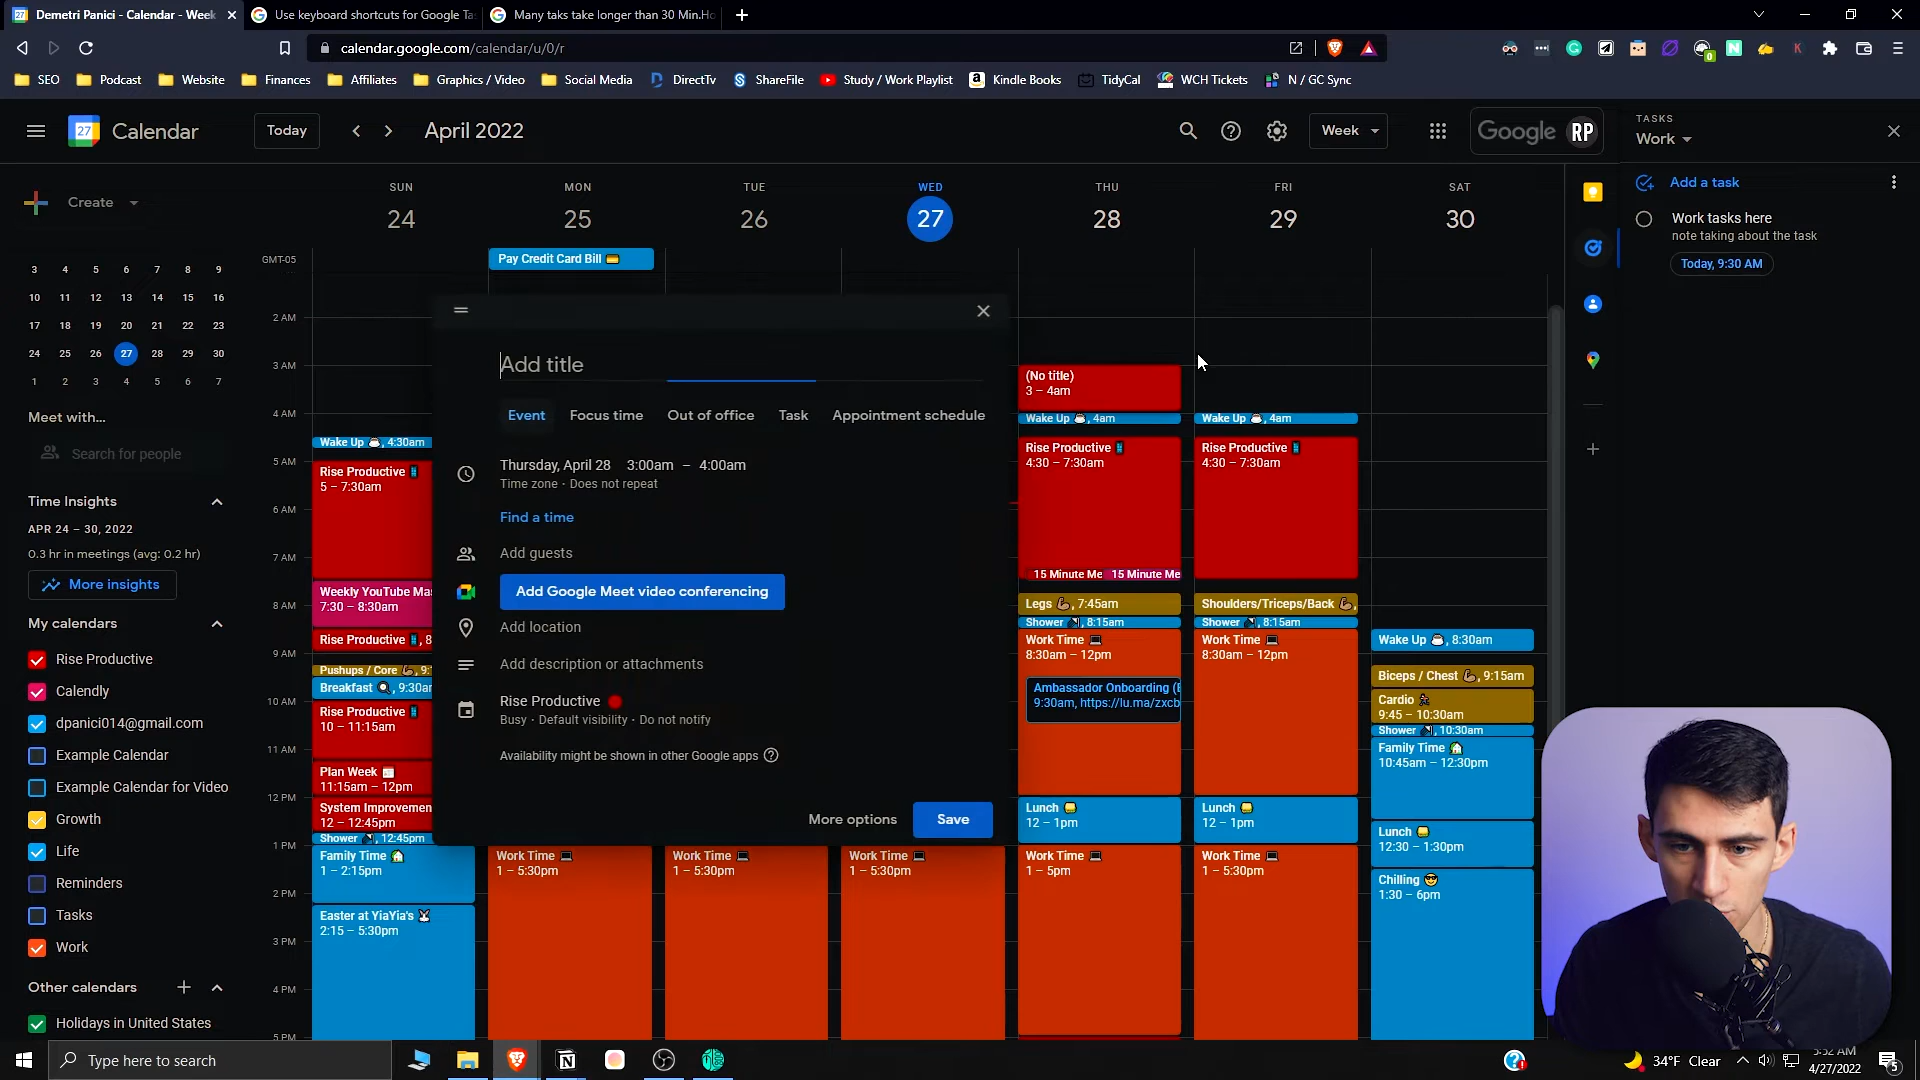 Demetri Panici - Calendar - Week
Use keyboard shortcuts for Google Ta
Many taks take longer than 30 Min.Ho
calendar.google.com/calendar/u/0/r
SEO
Podcast
Website
Finances
Affiliates
Graphics / Video
Social Media
DirectTv
ShareFile
Study / Work Playlist
Kindle Books
TidyCal
WCH Tickets
N / GC Sync
27
Calendar
Today
April 2022
Week
Google
RP
TASKS
Work
Create
SUN
24
MON
25
TUE
26
WED
27
THU
28
FRI
29
SAT
30
Add a task
Work tasks here
note taking about the task
Today, 9:30 AM
3 4 5 6 7 8 9
10 11 12 13 14 15 16
17 18 19 20 21 22 23
24 25 26 27 28 29 30
1 2 3 4 5 6 7
Meet with...
Search for people
Time Insights
APR 24 – 30, 2022
0.3 hr in meetings (avg: 0.2 hr)
More insights
My calendars
Rise Productive
Calendly
dpanici014@gmail.com
Example Calendar
Example Calendar for Video
Growth
Life
Reminders
Tasks
Work
Other calendars
Holidays in United States
GMT-05
2 AM
3 AM
4 AM
5 AM
6 AM
7 AM
8 AM
9 AM
10 AM
11 AM
12 PM
1 PM
2 PM
3 PM
4 PM
5 PM
Pay Credit Card Bill
Wake Up, 4:30am
Rise Productive
5 – 7:30am
Weekly YouTube Ma
7:30 – 8:30am
Rise Productive, 8
Pushups / Core
Breakfast, 9:30ar
Rise Productive
10 – 11:15am
Plan Week
11:15am – 12pm
System Improvemen
12 – 12:45pm
Shower, 12:45pm
Family Time
1 – 2:15pm
Easter at YiaYia's
2:15 – 5:30pm
Add title
Event
Focus time
Out of office
Task
Appointment schedule
Thursday, April 28 3:00am – 4:00am
Time zone · Does not repeat
Find a time
Add guests
Add Google Meet video conferencing
Add location
Add description or attachments
Rise Productive
Busy · Default visibility · Do not notify
Availability might be shown in other Google apps
More options
Save
Work Time
1 – 5:30pm
Work Time
1 – 5:30pm
Work Time
1 – 5:30pm
(No title)
3 – 4am
Wake Up, 4am
Rise Productive
4:30 – 7:30am
15 Minute Me
15 Minute Me
Legs, 7:45am
Shower, 8:15am
Work Time
8:30am – 12pm
Ambassador Onboarding (E
9:30am, https://lu.ma/zxcb
Lunch
12 – 1pm
Work Time
1 – 5pm
Wake Up, 4am
Rise Productive
4:30 – 7:30am
Shoulders/Triceps/Back
Shower, 8:15am
Work Time
8:30am – 12pm
Lunch
12 – 1pm
Work Time
1 – 5:30pm
Wake Up, 8:30am
Biceps / Chest, 9:15am
Cardio
9:45 – 10:30am
Shower, 10:30am
Family Time
10:45am – 12:30pm
Lunch
12:30 – 1:30pm
Chilling
1:30 – 6pm
Type here to search
34°F Clear
5:52 AM
4/27/2022
5